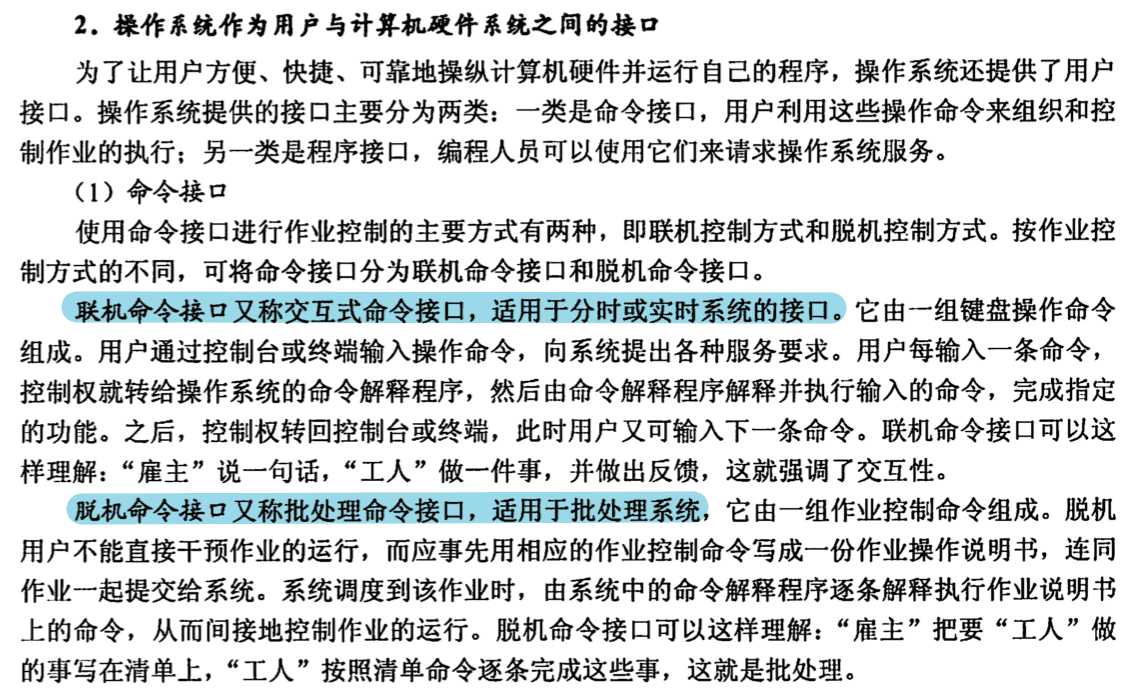 2．操作系统作为用户与计算机硬件系统之间的接口
为了让用户方便、快捷、可靠地操纵计算机硬件并运行自己的程序，操作系统还提供了用户
接口。操作系统提供的接口主要分为两类：一类是命令接口，用户利用这些操作命令来组织和控
制作业的执行；另一类是程序接口，编程人员可以使用它们来请求操作系统服务。
（1）命令接口
使用命令接口进行作业控制的主要方式有两种，即联机控制方式和脱机控制方式。按作业控
制方式的不同，可将命令接口分为联机命令接口和脱机命令接口。
联机命令接口又称交互式命令接口，适用于分时或实时系统的接口。它由一组键盘操作命令
组成。用户通过控制台或终端输入操作命令，向系统提出各种服务要求。用户每输入一条命令，
控制权就转给操作系统的命令解释程序，然后由命令解释程序解释并执行输入的命令，完成指定
的功能。之后，控制权转回控制台或终端，此时用户又可输入下一条命令。联机命令接口可以这
样理解：“雇主”说一句话，“工人”做一件事，并做出反馈，这就强调了交互性。
脱机命令接口又称批处理命令接口，适用于批处理系统，它由一组作业控制命令组成。脱机
用户不能直接干预作业的运行，而应事先用相应的作业控制命令写成一份作业操作说明书，连同
作业一起提交给系统。系统调度到该作业时，由系统中的命令解释程序逐条解释执行作业说明书
上的命令，从而间接地控制作业的运行。脱机命令接口可以这样理解：“雇主”把要“工人”做
的事写在清单上，“工人”按照清单命令逐条完成这些事，这就是批处理。